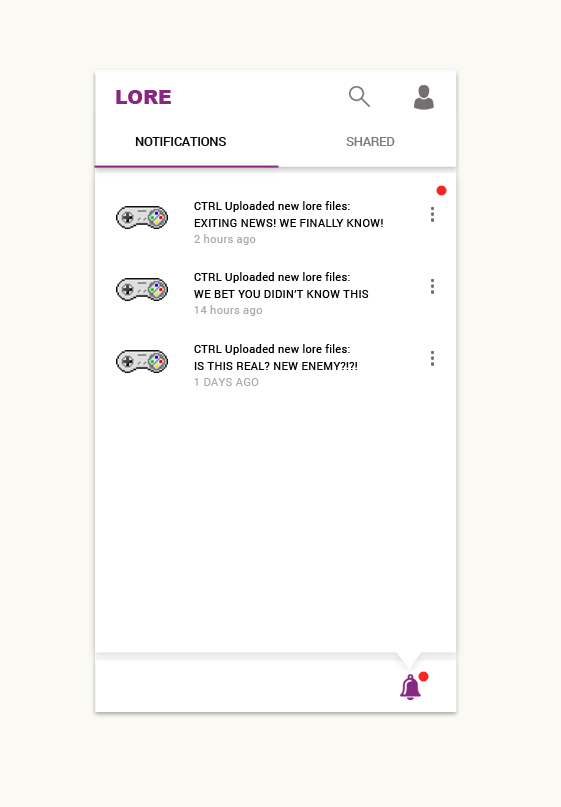 LORE
NOTIFICATIONS
SHARED
CTRL Uploaded new lore files:
EXITING NEWS! WE FINALLY KNOW!
2 hours ago
CTRL Uploaded new lore files:
WE BET YOU DIDIN'T KNOW THIS
14 hours ago
CTRL Uploaded new lore files:
IS THIS REAL? NEW ENEMY?!?!
1 DAYS AGO